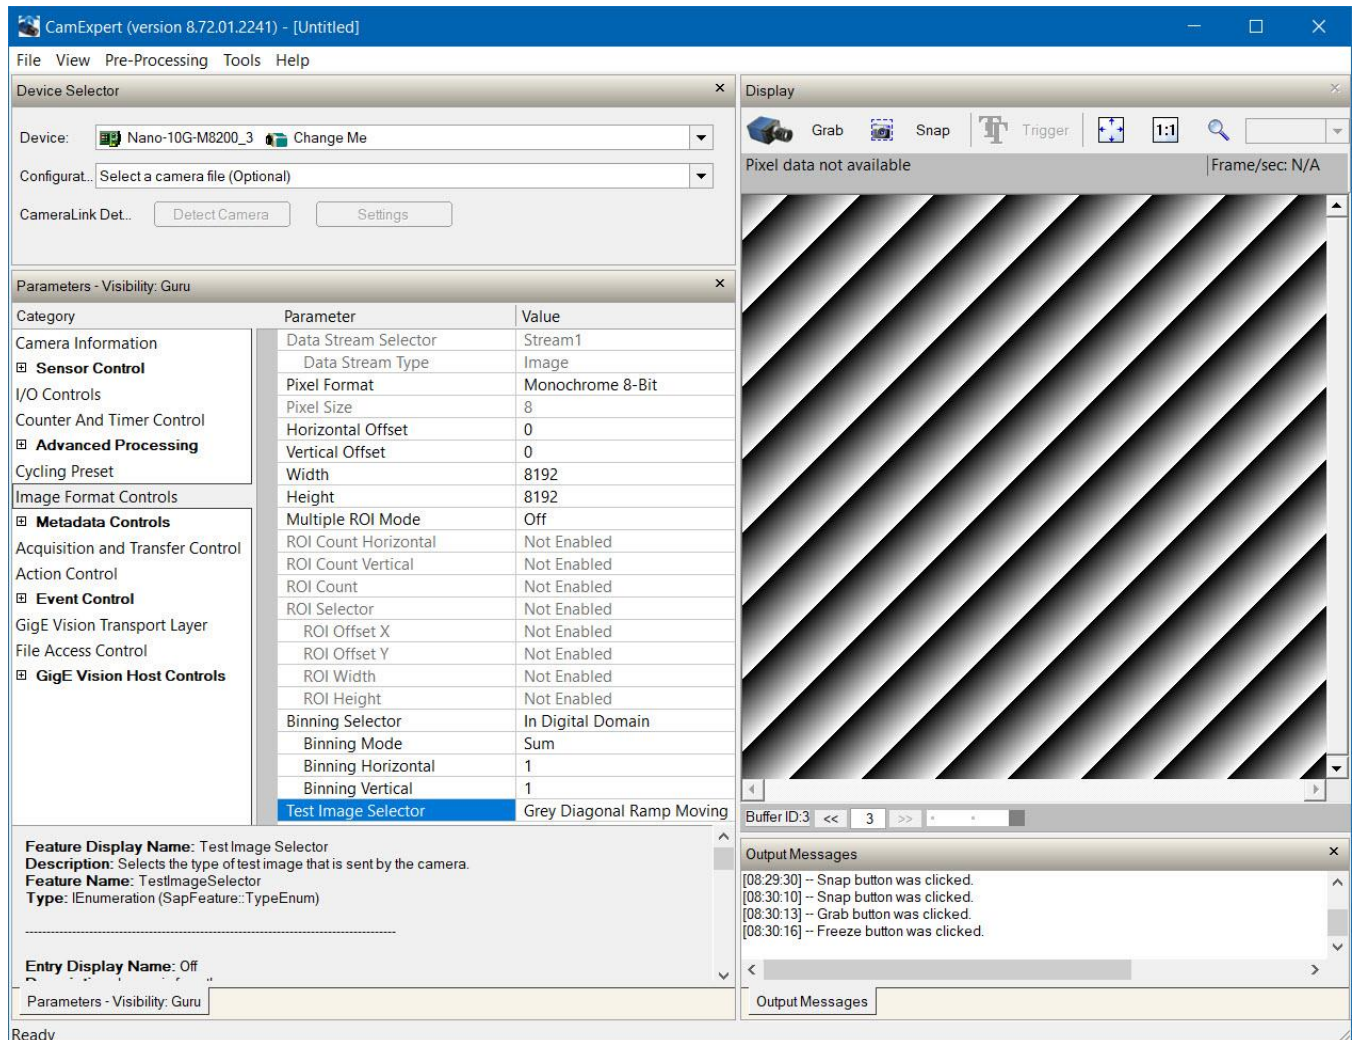 CamExpert (version 8.72.01.2241) - [Untitled]
File View Pre-Processing Tools Help
Device Selector
Device: Nano-10G-M8200_3 Change Me
Configurat... Select a camera file (Optional)
CameraLink Det... Detect Camera Settings
Parameters - Visibility: Guru
Category
Camera Information
Sensor Control
I/O Controls
Counter And Timer Control
Advanced Processing
Cycling Preset
Image Format Controls
Metadata Controls
Acquisition and Transfer Control
Action Control
Event Control
GigE Vision Transport Layer
File Access Control
GigE Vision Host Controls
Parameter Value
Data Stream Selector Stream1
Data Stream Type Image
Pixel Format Monochrome 8-Bit
Pixel Size 8
Horizontal Offset 0
Vertical Offset 0
Width 8192
Height 8192
Multiple ROI Mode Off
ROI Count Horizontal Not Enabled
ROI Count Vertical Not Enabled
ROI Count Not Enabled
ROI Selector Not Enabled
ROI Offset X Not Enabled
ROI Offset Y Not Enabled
ROI Width Not Enabled
ROI Height Not Enabled
Binning Selector In Digital Domain
Binning Mode Sum
Binning Horizontal 1
Binning Vertical 1
Test Image Selector Grey Diagonal Ramp Moving
Feature Display Name: Test Image Selector
Description: Selects the type of test image that is sent by the camera.
Feature Name: TestImageSelector
Type: IEnumeration (SapFeature::TypeEnum)
Entry Display Name: Off
Parameters - Visibility: Guru
Display
Grab Snap Trigger 1:1
Pixel data not available Frame/sec: N/A
Buffer ID:3 << 3 >>
Output Messages
[08:29:30] -- Snap button was clicked.
[08:30:10] -- Snap button was clicked.
[08:30:13] -- Grab button was clicked.
[08:30:16] -- Freeze button was clicked.
Output Messages
Ready